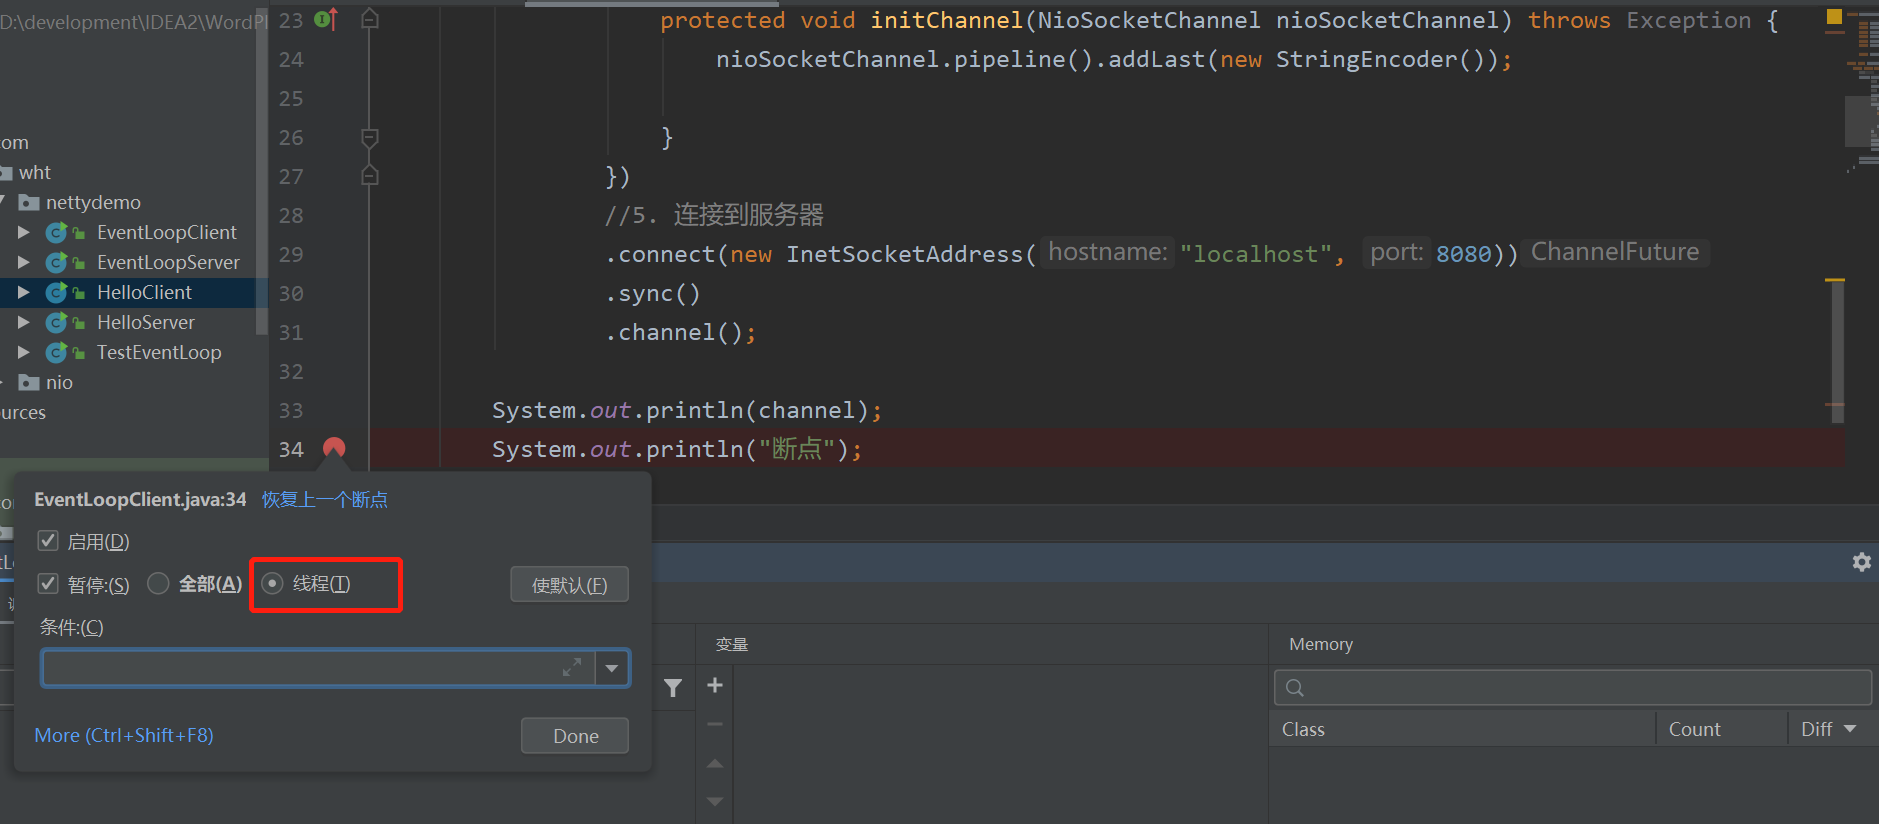 D:\development\IDEA2\WordPl
om
wht
nettydemo
EventLoopClient
EventLoopServer
HelloClient
HelloServer
TestEventLoop
nio
urces
23 protected void initChannel(NioSocketChannel nioSocketChannel) throws Exception {
24 nioSocketChannel.pipeline().addLast(new StringEncoder());
25
26 }
27 })
28 //5. 连接到服务器
29 .connect(new InetSocketAddress( hostname: "localhost", port: 8080)) ChannelFuture
30 .sync()
31 .channel();
32
33 System.out.println(channel);
34 System.out.println("断点");
EventLoopClient.java:34 恢复上一个断点
启用(D)
暂停:(S) 全部(A) 线程(T) 使默认(F)
条件:(C)
More (Ctrl+Shift+F8) Done
变量
Memory
Class Count Diff